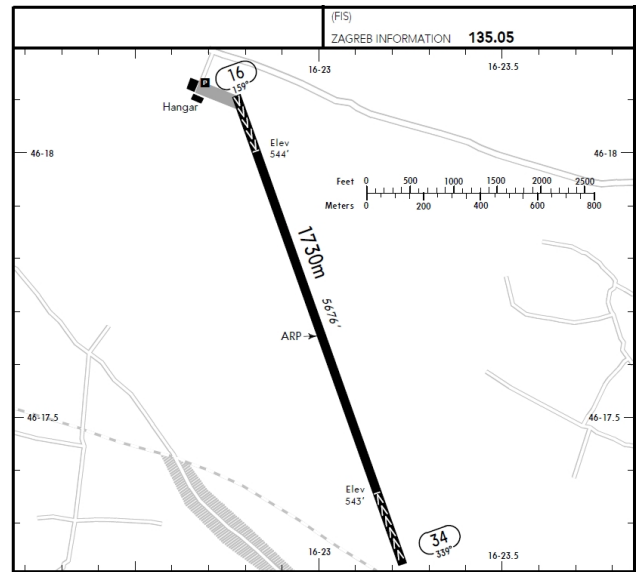 (FIS)
ZAGREB INFORMATION 135.05
46-23
46-23.5
P
16
159°
Hangar
Elev
544'
46-18
46-18
Feet 0 500 1000 1500 2000 2500
Meters 0 200 400 600 800
1730m
5676'
ARP
46-17.5
46-17.5
Elev
543'
34
339°
16-23
16-23.5